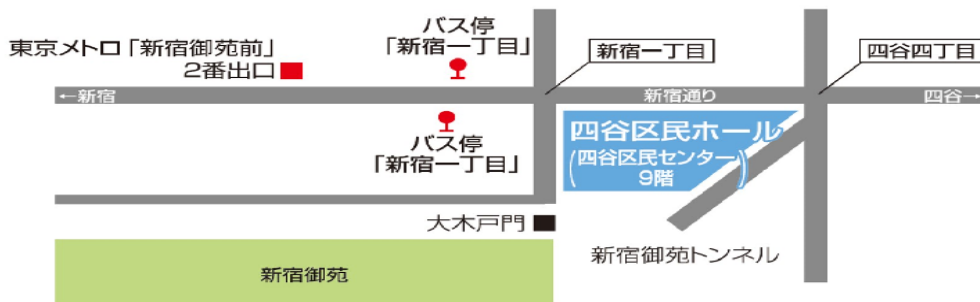 バス停
「新宿一丁目」
東京メトロ「新宿御苑前」
2番出口
新宿一丁目
四谷四丁目
←新宿
新宿通り
四谷→
バス停
「新宿一丁目」
四谷区民ホール
(四谷区民センター)
9階
大木戸門
新宿御苑トンネル
新宿御苑